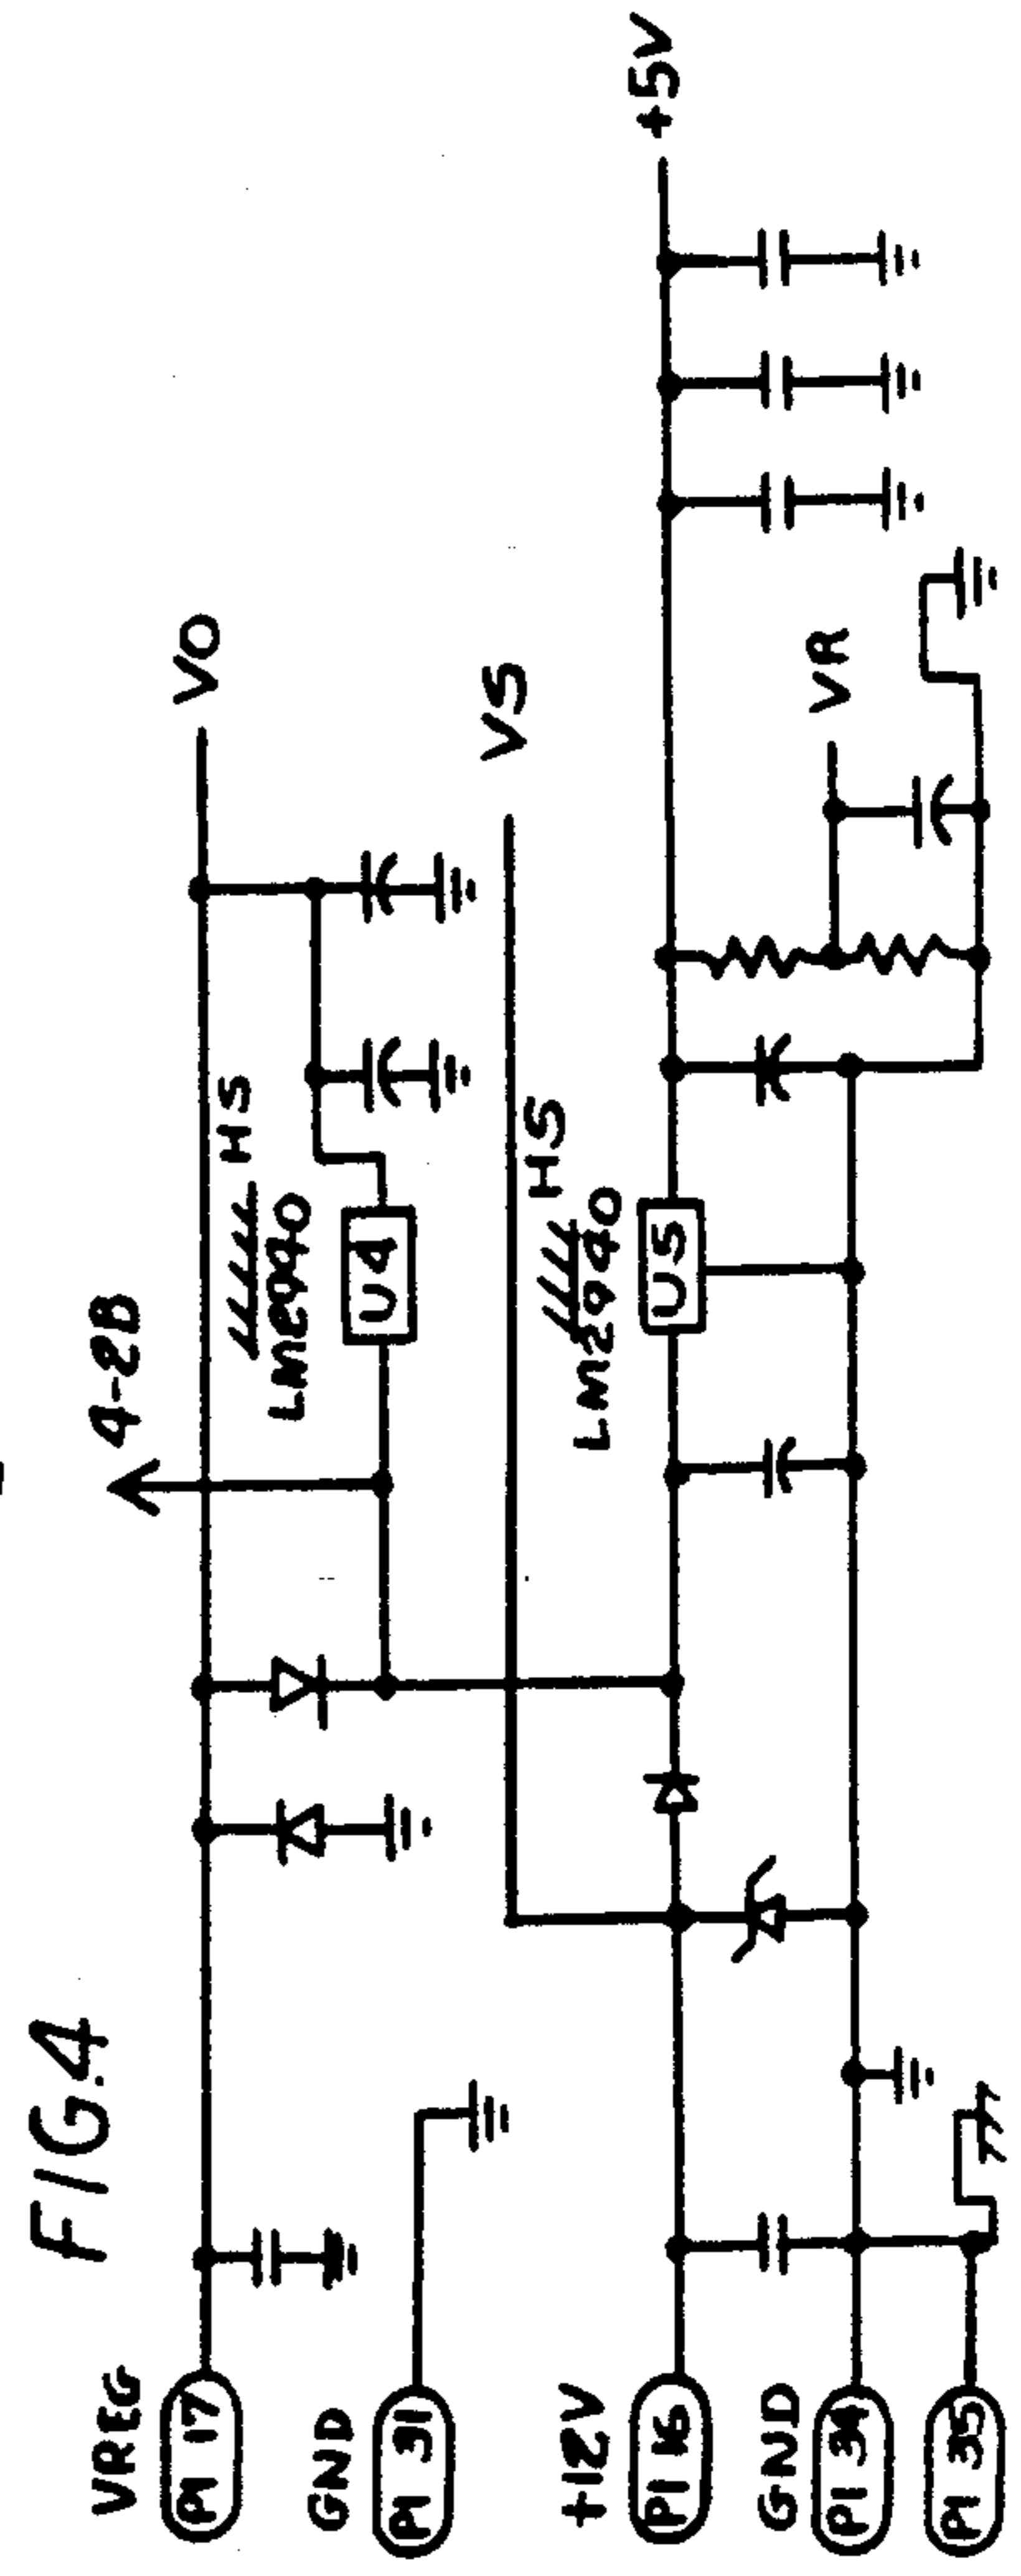 FIG.4
VREG
P1 17
4-2B
HS
LM2940
U4
VO
GND
P1 31
VS
+12V
P1 16
HS
LM2940
U5
+5V
GND
P1 34
VR
P1 35